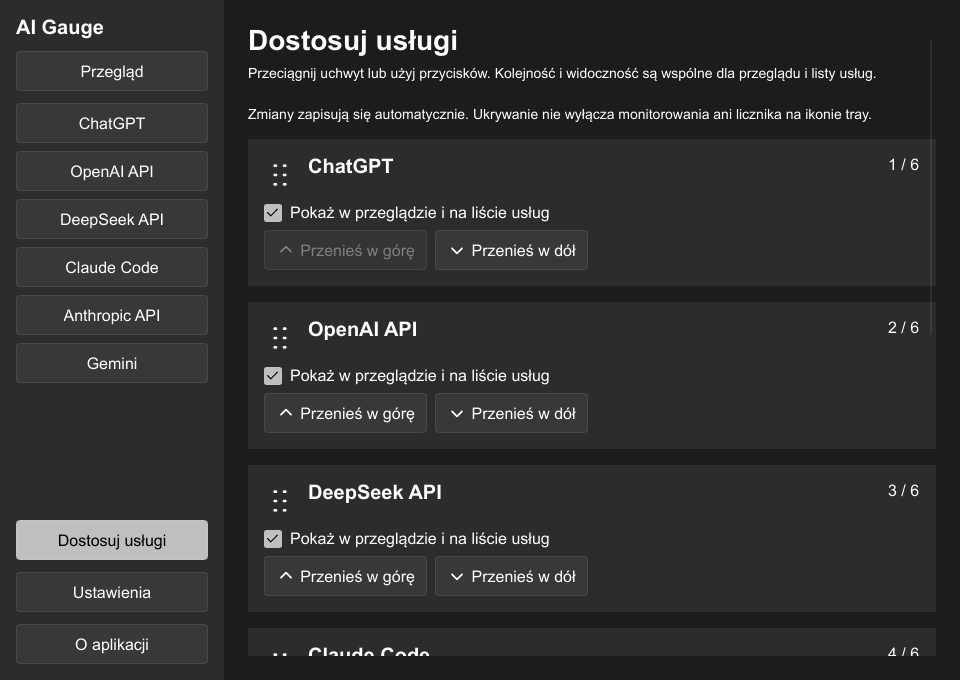 AI Gauge
Przegląd
ChatGPT
OpenAI API
DeepSeek API
Claude Code
Anthropic API
Gemini
Dostosuj usługi
Ustawienia
O aplikacji
Dostosuj usługi
Przeciągnij uchwyt lub użyj przycisków. Kolejność i widoczność są wspólne dla przeglądu i listy usług.
Zmiany zapisują się automatycznie. Ukrywanie nie wyłącza monitorowania ani licznika na ikonie tray.
ChatGPT
1 / 6
Pokaż w przeglądzie i na liście usług
Przenieś w górę
Przenieś w dół
OpenAI API
2 / 6
Pokaż w przeglądzie i na liście usług
Przenieś w górę
Przenieś w dół
DeepSeek API
3 / 6
Pokaż w przeglądzie i na liście usług
Przenieś w górę
Przenieś w dół
Claude Code
4 / 6